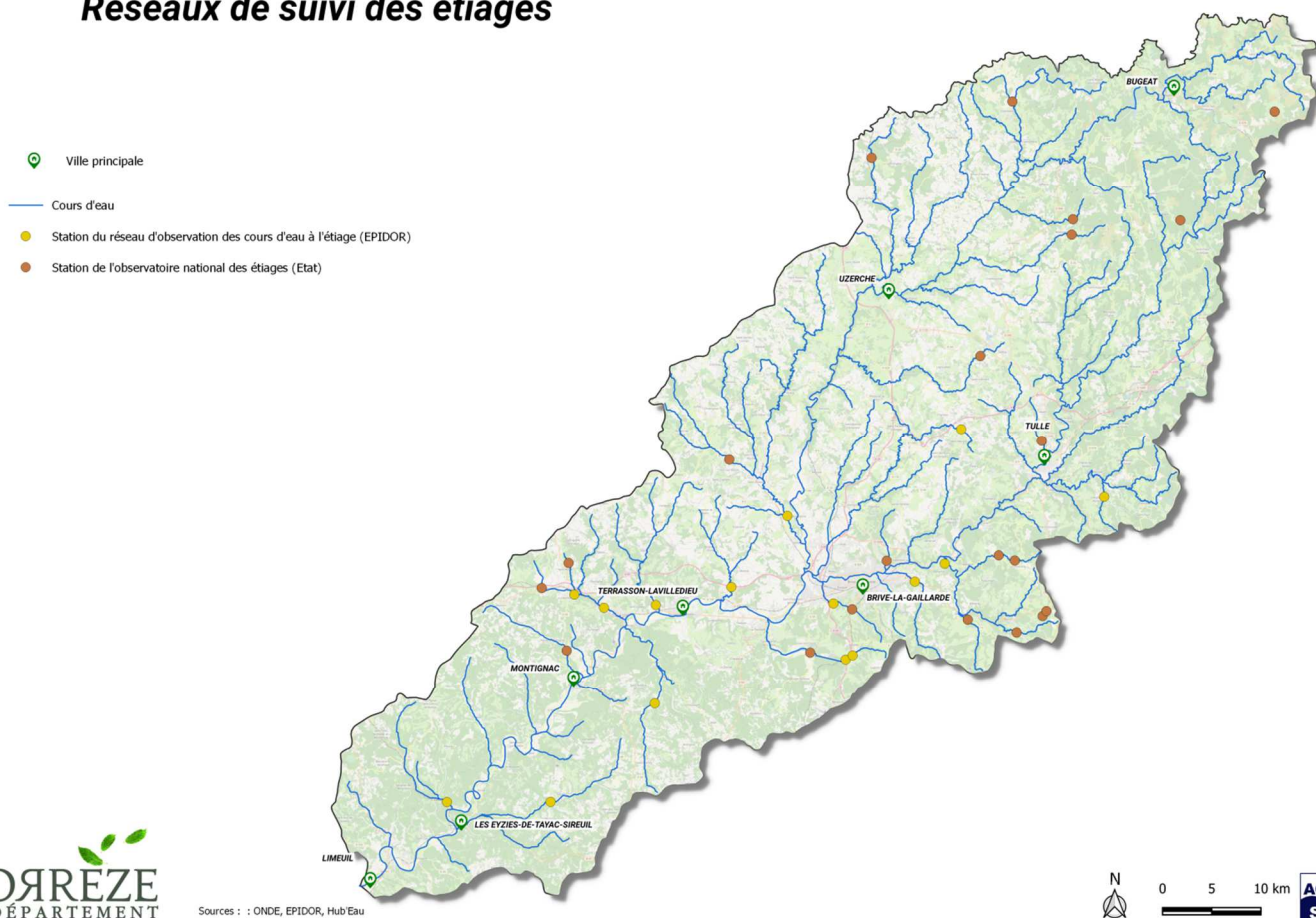 Réseaux de suivi des étiages
Ville principale
Cours d'eau
Station du réseau d'observation des cours d'eau à l'étiage (EPIDOR)
Station de l'observatoire national des étiages (Etat)
BUGEAT
UZERCHE
TULLE
TERRASSON-LAVILLEDIEU
BRIVE-LA-GAILLARDE
MONTIGNAC
LES EYZIES-DE-TAYAC-SIREUIL
LIMEUIL
ORRÈZE
DÉPARTEMENT
Sources : : ONDE, EPIDOR, Hub'Eau
N
0 5 10 km